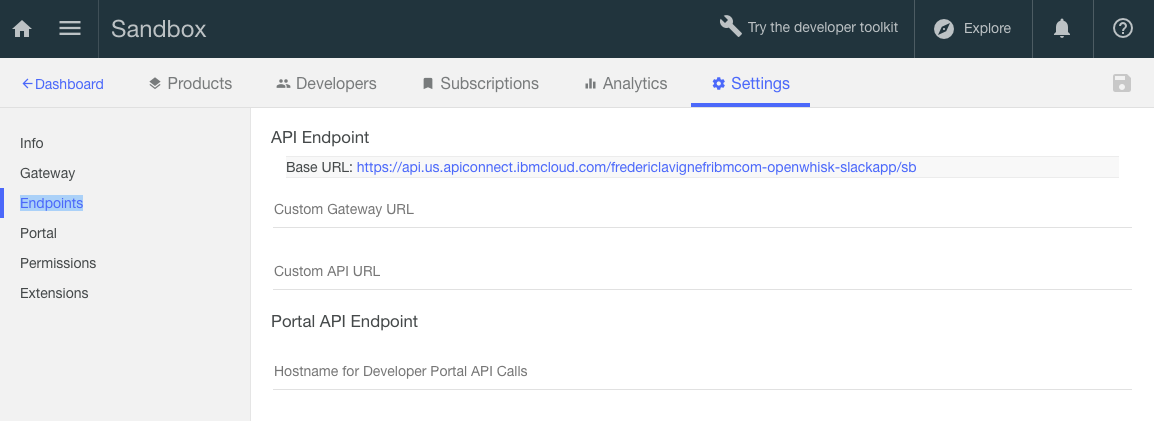 Sandbox
Try the developer toolkit
Explore
Dashboard
Products
Developers
Subscriptions
Analytics
Settings
Info
Gateway
Endpoints
Portal
Permissions
Extensions
API Endpoint
Base URL: https://api.us.apiconnect.ibmcloud.com/fredericlavignefribmcom-openwhisk-slackapp/sb
Custom Gateway URL
Custom API URL
Portal API Endpoint
Hostname for Developer Portal API Calls